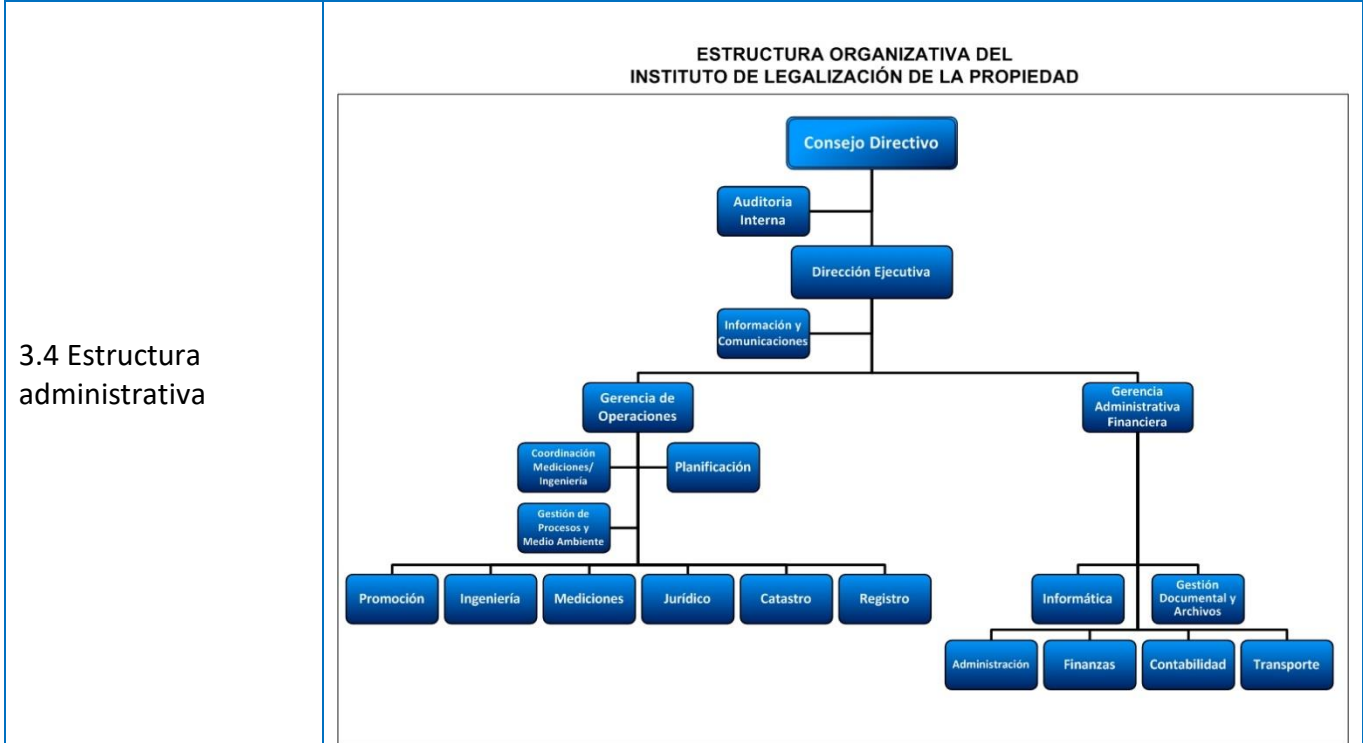 ESTRUCTURA ORGANIZATIVA DEL
INSTITUTO DE LEGALIZACIÓN DE LA PROPIEDAD
3.4 Estructura
administrativa
Consejo Directivo
Auditoria
Interna
Dirección Ejecutiva
Información y
Comunicaciones
Gerencia de
Operaciones
Gerencia
Administrativa
Financiera
Coordinación
Mediciones/
Ingeniería
Planificación
Gestión de
Procesos y
Medio Ambiente
Promoción
Ingeniería
Mediciones
Jurídico
Catastro
Registro
Informática
Gestión
Documental y
Archivos
Administración
Finanzas
Contabilidad
Transporte